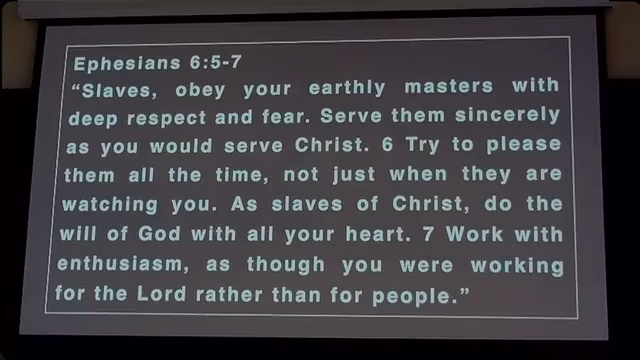 Ephesians 6:5-7
“Slaves, obey your earthly masters with
deep respect and fear. Serve them sincerely
as you would serve Christ. 6 Try to please
them all the time, not just when they are
watching you. As slaves of Christ, do the
will of God with all your heart. 7 Work with
enthusiasm, as though you were working
for the Lord rather than for people.”